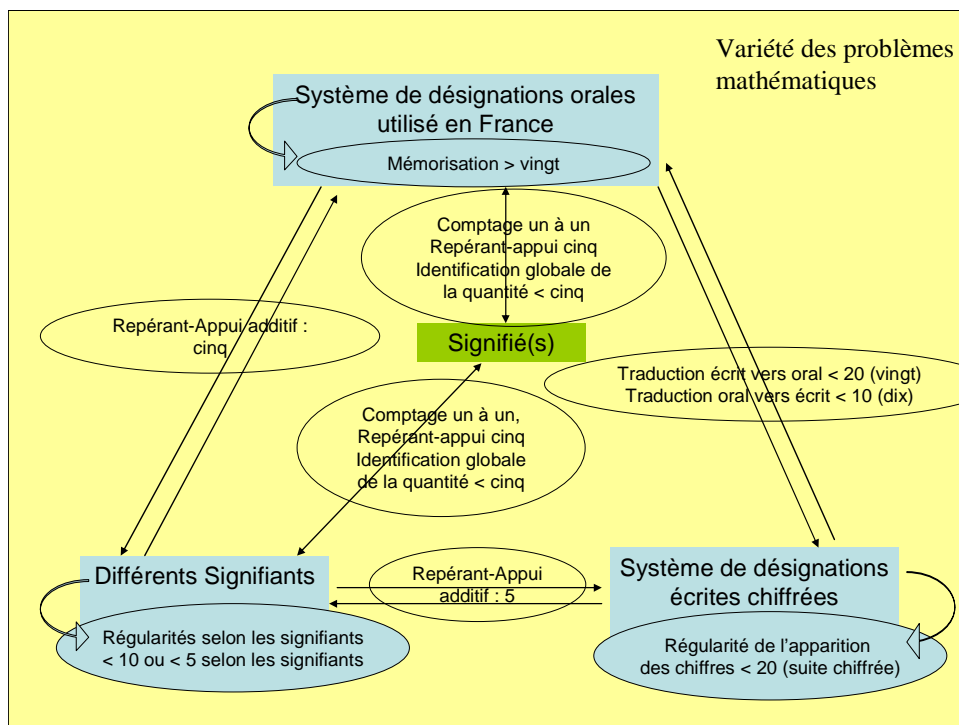 Variété des problèmes
mathématiques
Système de désignations orales
utilisé en France
Mémorisation > vingt
Comptage un à un
Repérant-appui cinq
Identification globale de
la quantité < cinq
Repérant-Appui additif :
cinq
Signifié(s)
Traduction écrit vers oral < 20 (vingt)
Traduction oral vers écrit < 10 (dix)
Comptage un à un,
Repérant-appui cinq
Identification globale
de la quantité < cinq
Différents Signifiants
Régularités selon les signifiants
< 10 ou < 5 selon les signifiants
Repérant-Appui
additif : 5
Système de désignations
écrites chiffrées
Régularité de l'apparition
des chiffres < 20 (suite chiffrée)